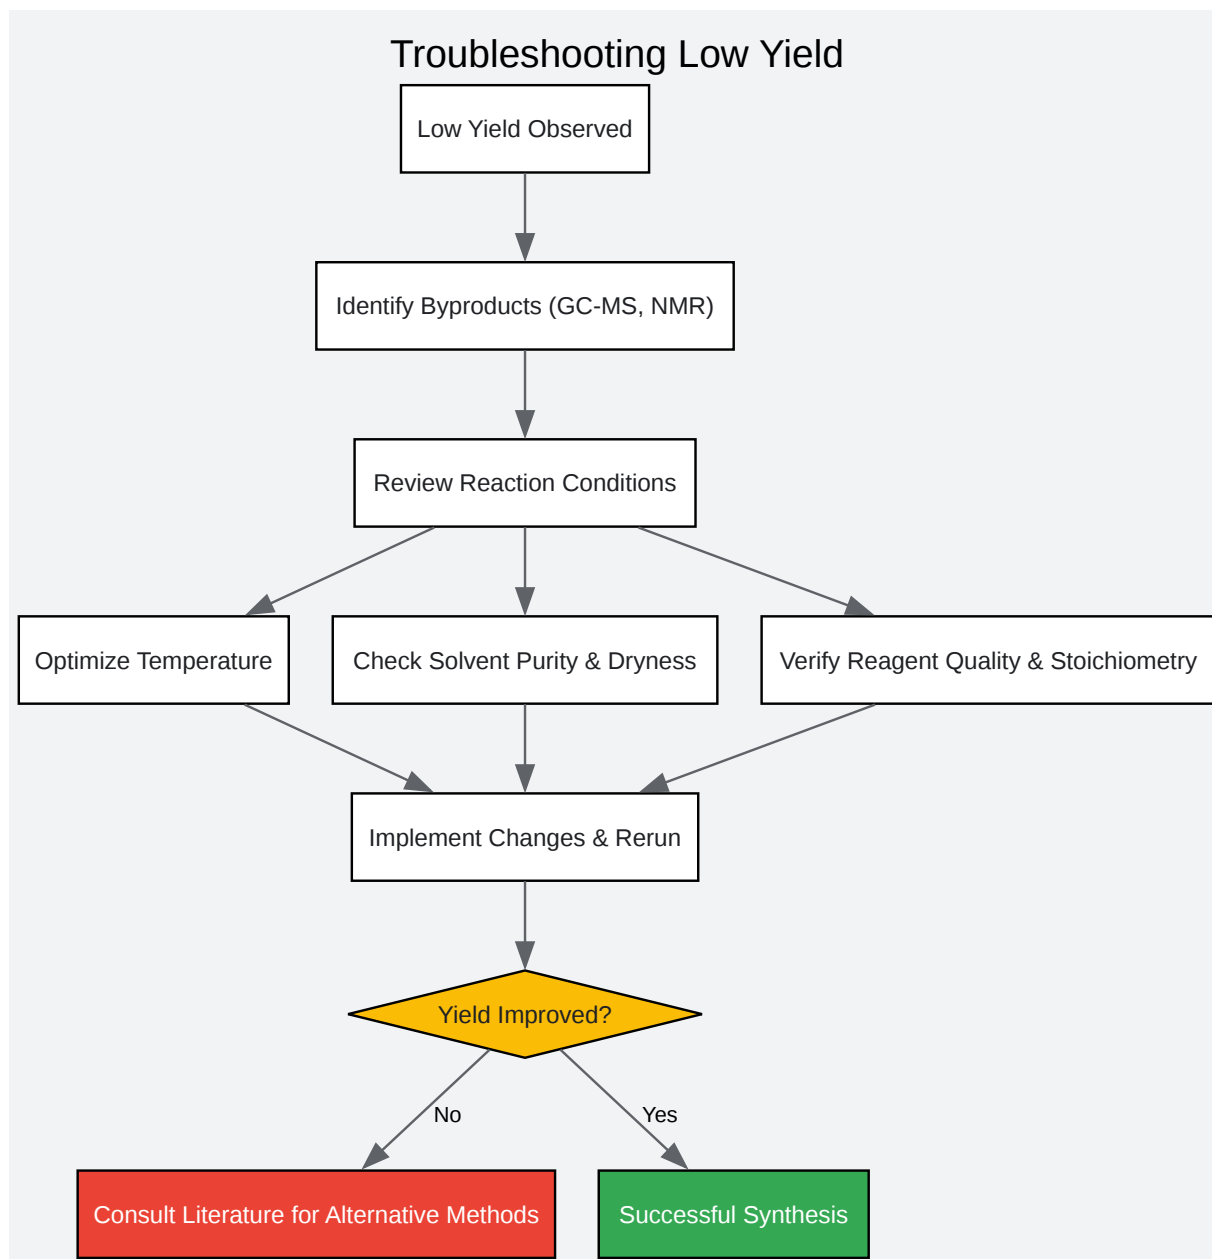 Troubleshooting Low Yield
Low Yield Observed
Identify Byproducts (GC-MS, NMR)
Review Reaction Conditions
Optimize Temperature
Check Solvent Purity & Dryness
Verify Reagent Quality & Stoichiometry
Implement Changes & Rerun
Yield Improved?
No
Yes
Consult Literature for Alternative Methods
Successful Synthesis